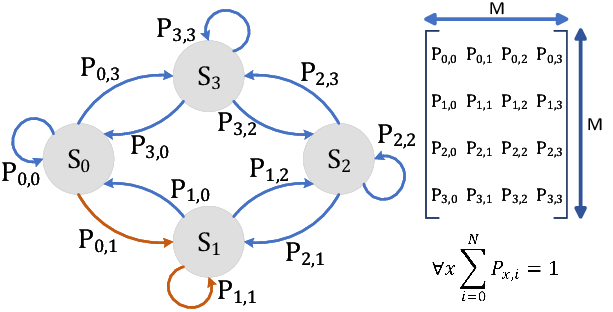 P3,3
S3
P0,3
P2,3
P3,0
P3,2
P0,0
S0
S2
P2,2
P1,0
P1,2
P0,1
S1
P2,1
P1,1
M
P0,0 P0,1 P0,2 P0,3
P1,0 P1,1 P1,2 P1,3
P2,0 P2,1 P2,2 P2,3
P3,0 P3,1 P3,2 P3,3
M
∀x ∑_{i=0}^{N} P_{x,i} = 1